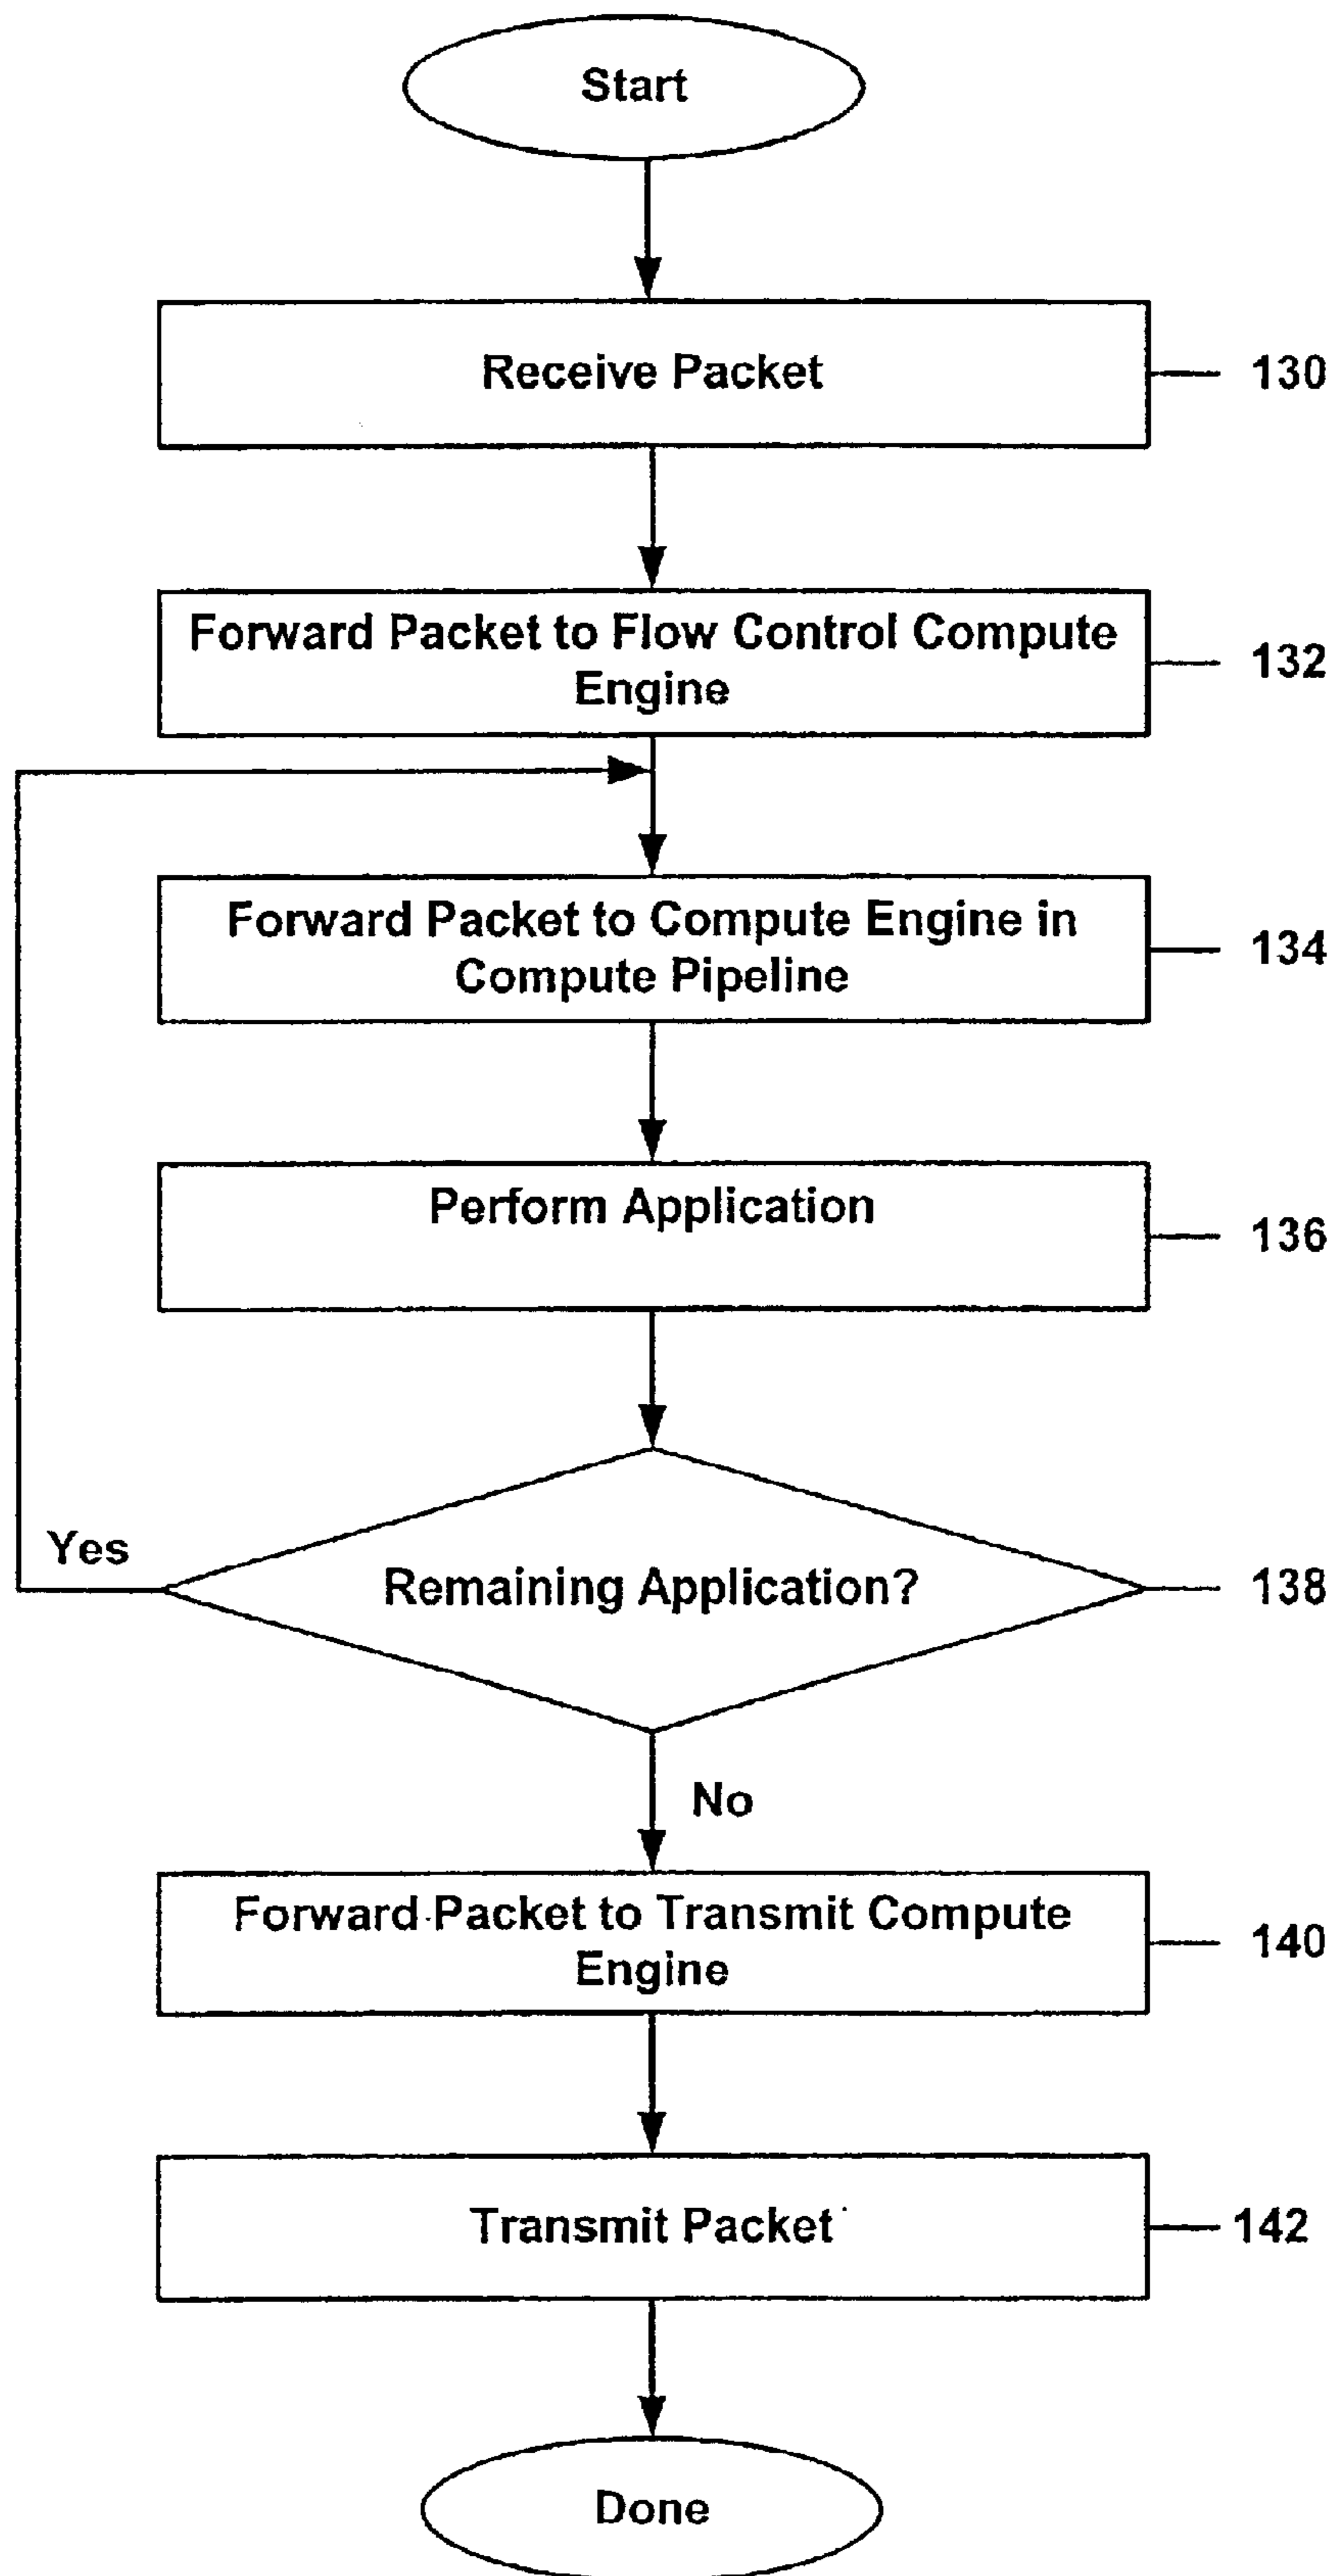 Start
Receive Packet
130
Forward Packet to Flow Control Compute
Engine
132
Forward Packet to Compute Engine in
Compute Pipeline
134
Perform Application
136
Yes
Remaining Application?
138
No
Forward Packet to Transmit Compute
Engine
140
Transmit Packet
142
Done